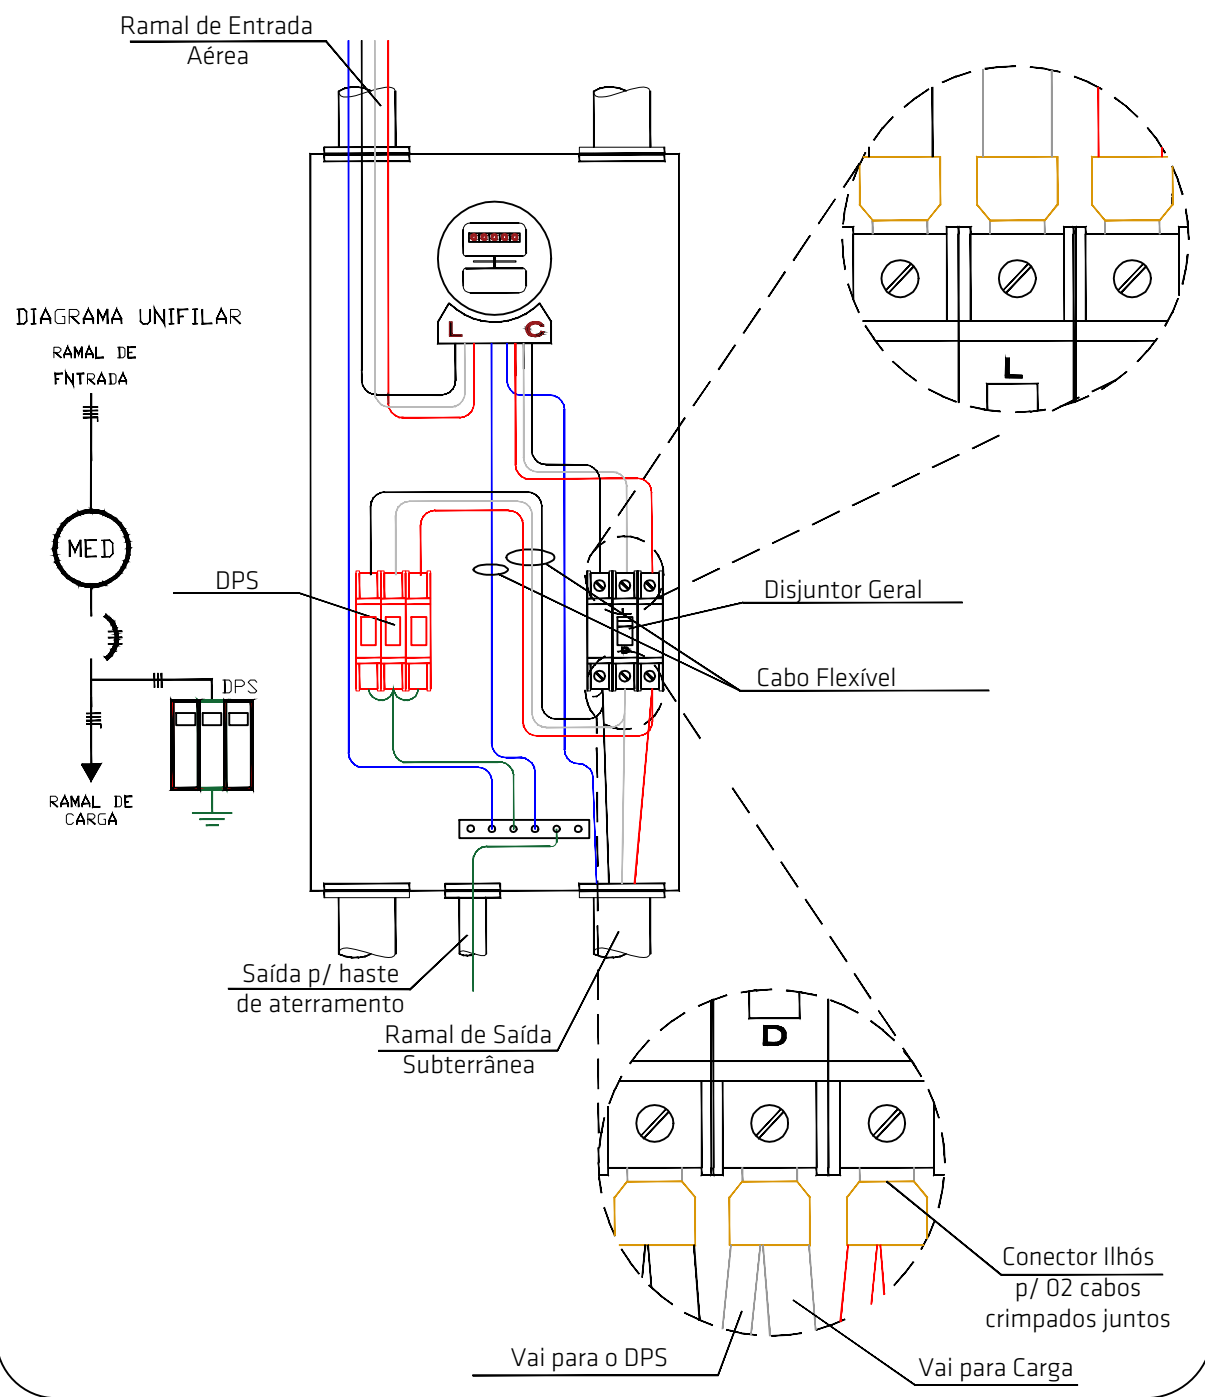 Ramal de Entrada
Aérea
L C
DIAGRAMA UNIFILAR
RAMAL DE
FNTRADA
MED
DPS
RAMAL DE
CARGA
DPS
Disjuntor Geral
Cabo Flexível
L
Saída p/ haste
de aterramento
Ramal de Saída
Subterrânea
D
Conector Ilhós
p/ 02 cabos
crimpados juntos
Vai para o DPS
Vai para Carga